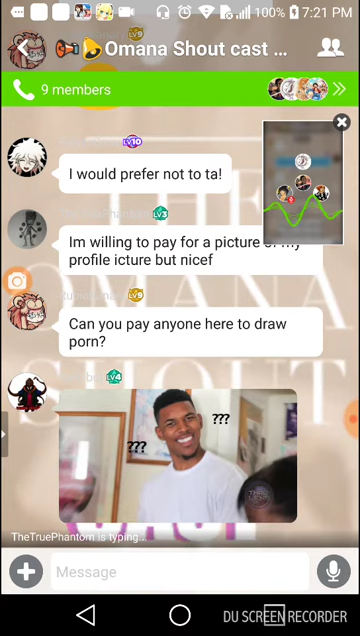 100% 7:21 PM
Omana Shout cast ...
9 members
LV10
I would prefer not to ta!
TheTruePhantom LV3
Im willing to pay for a picture of my
profile icture but nicef
LV9
Can you pay anyone here to draw
porn?
LV4
???
???
TheTruePhantom is typing...
Message
DU SCREEN RECORDER